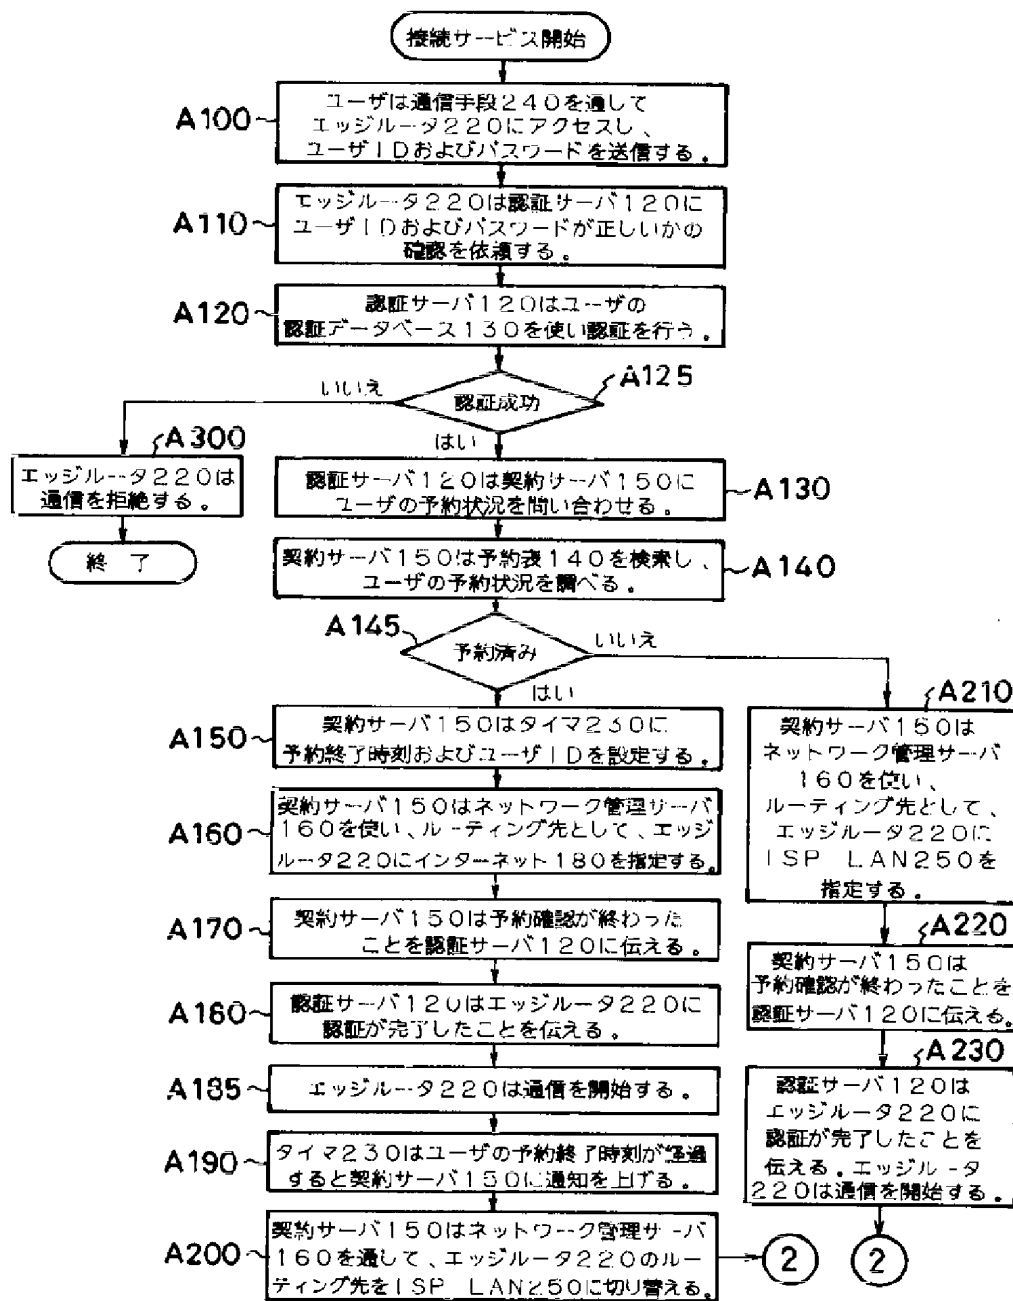 接続サービス開始
A100
ユーザは通信手段240を通して
エッジルータ220にアクセスし、
ユーザIDおよびパスワードを送信する。
A110
エッジルータ220は認証サーバ120に
ユーザIDおよびパスワードが正しいかの
確認を依頼する。
A120
認証サーバ120はユーザの
認証データベース130を使い認証を行う。
A125
認証成功
いいえ
はい
A300
エッジルータ220は
通信を拒絶する。
終 了
認証サーバ120は契約サーバ150に
ユーザの予約状況を問い合わせる。
A130
契約サーバ150は予約表140を検索し、
ユーザの予約状況を調べる。
A140
A145
予約済み
いいえ
はい
A150
契約サーバ150はタイマ230に
予約終了時刻およびユーザIDを設定する。
A160
契約サーバ150はネットワーク管理サーバ
160を使い、ルーティング先として、エッジ
ルータ220にインターネット180を指定する。
A170
契約サーバ150は予約確認が終わった
ことを認証サーバ120に伝える。
A180
認証サーバ120はエッジルータ220に
認証が完了したことを伝える。
A185
エッジルータ220は通信を開始する。
A190
タイマ230はユーザの予約終了時刻が経過
すると契約サーバ150に通知を上げる。
A200
契約サーバ150はネットワーク管理サーバ
160を通して、エッジルータ220のルー
ティング先をISP LAN250に切り替える。
2
A210
契約サーバ150は
ネットワーク管理サーバ
160を使い、
ルーティング先として、
エッジルータ220に
ISP LAN250を
指定する。
A220
契約サーバ150は
予約確認が終わったことを
認証サーバ120に伝える。
A230
認証サーバ120は
エッジルータ220に
認証が完了したことを
伝える。エッジルータ
220は通信を開始する。
2